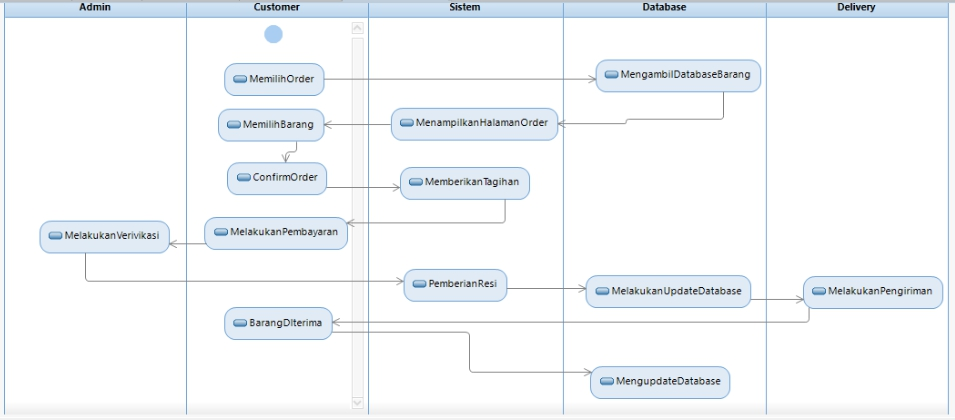 Admin
Customer
Sistem
Database
Delivery
MemilihOrder
MengambilDatabaseBarang
MemilihBarang
MenampilkanHalamanOrder
ConfirmOrder
MemberikanTagihan
MelakukanVerivikasi
MelakukanPembayaran
PemberianResi
MelakukanUpdateDatabase
MelakukanPengiriman
BarangDIterima
MengupdateDatabase